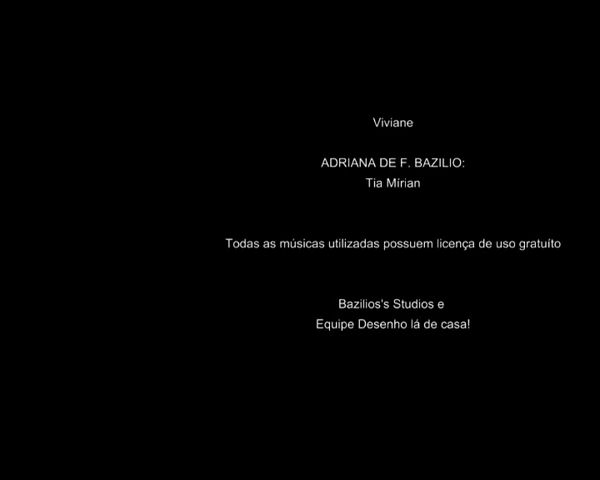 Viviane
ADRIANA DE F. BAZILIO:
Tia Mírian
Todas as músicas utilizadas possuem licença de uso gratuíto
Bazilios's Studios e
Equipe Desenho lá de casa!